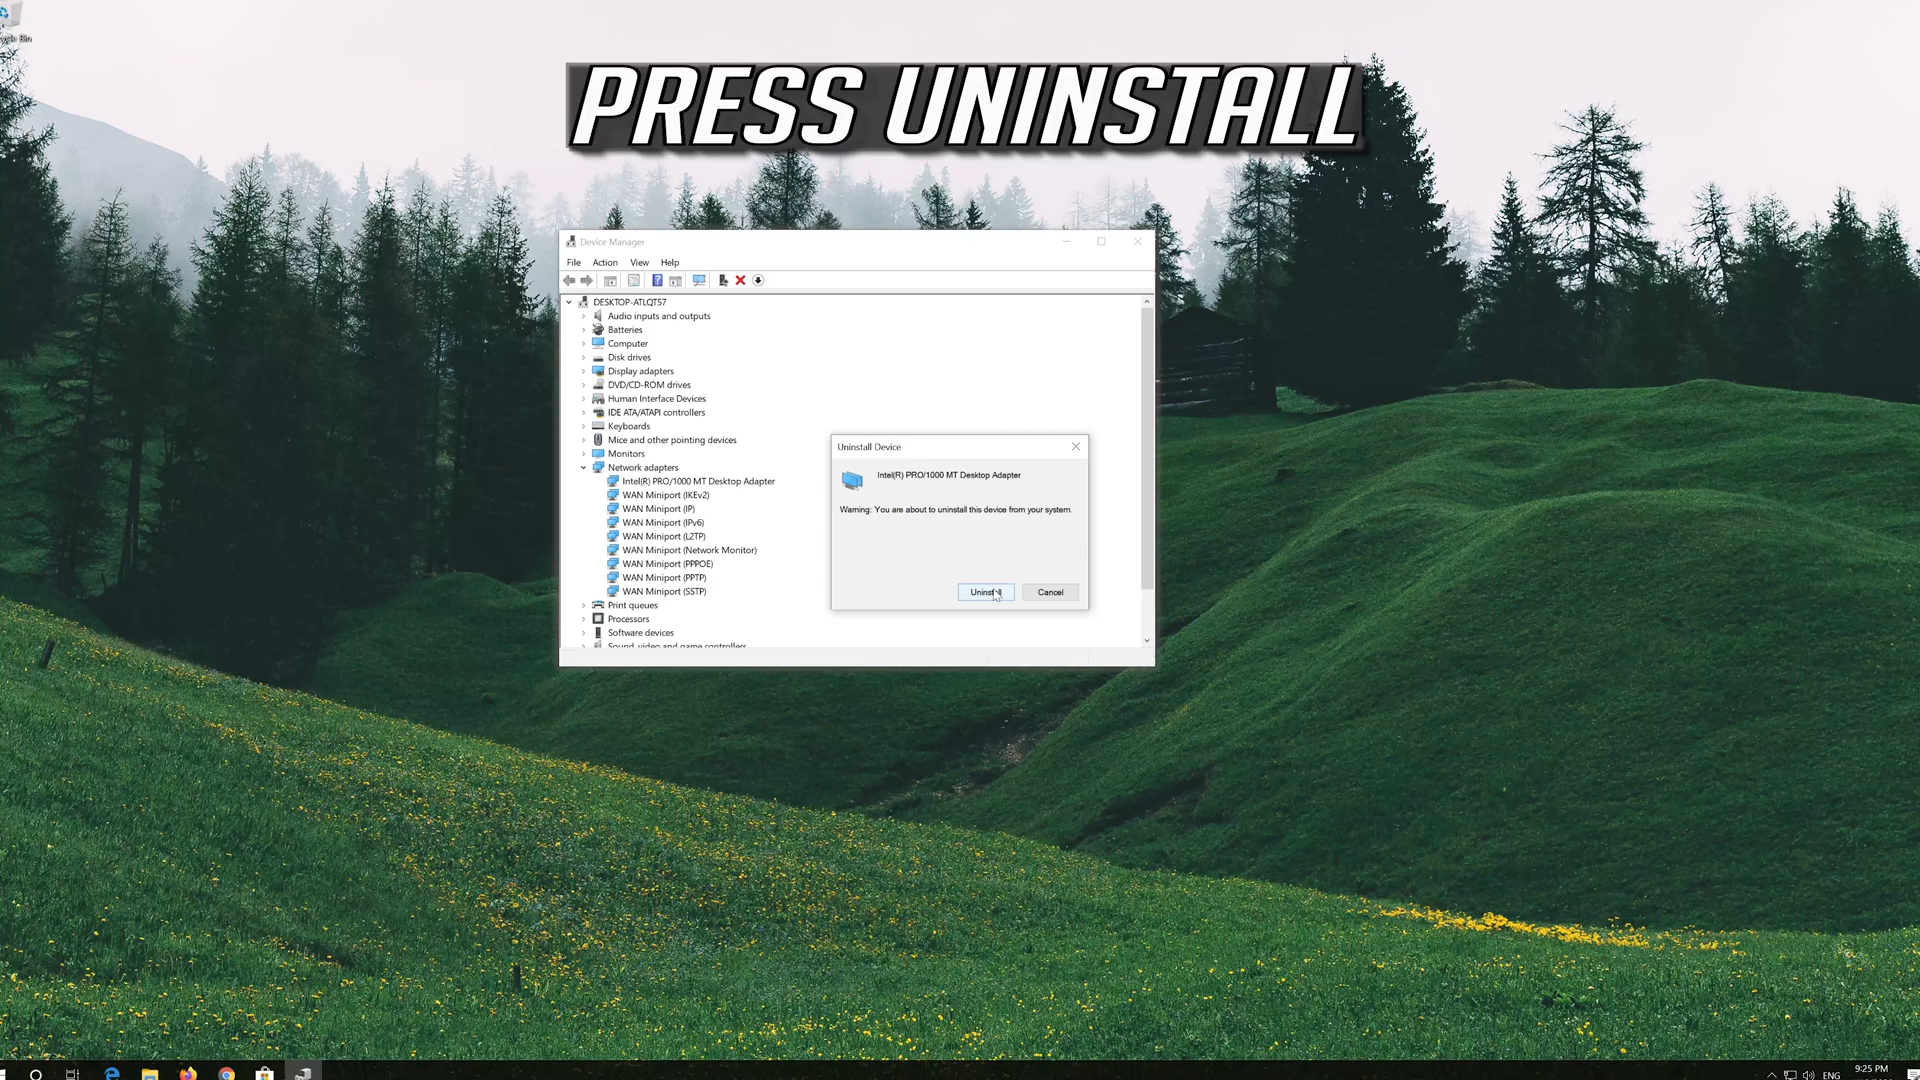 PRESS UNINSTALL
Device Manager
File Action View Help
DESKTOP-ATLQT57
Audio inputs and outputs
Batteries
Computer
Disk drives
Display adapters
DVD/CD-ROM drives
Human Interface Devices
IDE ATA/ATAPI controllers
Keyboards
Mice and other pointing devices
Monitors
Network adapters
Intel(R) PRO/1000 MT Desktop Adapter
WAN Miniport (IKEv2)
WAN Miniport (IP)
WAN Miniport (IPv6)
WAN Miniport (L2TP)
WAN Miniport (Network Monitor)
WAN Miniport (PPPOE)
WAN Miniport (PPTP)
WAN Miniport (SSTP)
Print queues
Processors
Software devices
Sound, video and game controllers
Uninstall Device
Intel(R) PRO/1000 MT Desktop Adapter
Warning: You are about to uninstall this device from your system.
Uninstall Cancel
Bin
ENG
9:25 PM